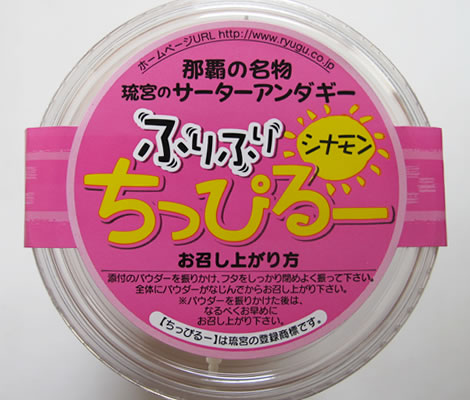 ホームページURL http://www.ryugu.co.jp
那覇の名物
琉宮のサーターアンダギー
ふりふり
シナモン
ちっぴるー
お召し上がり方
添付のパウダーを振りかけ、フタをしっかり閉めよく振って下さい。
全体にパウダーがなじんでからお召し上がり下さい。
※パウダーを振りかけた後は、
なるべくお早めに
お召し上がり下さい。
【ちっぴるー】は琉宮の登録商標です。